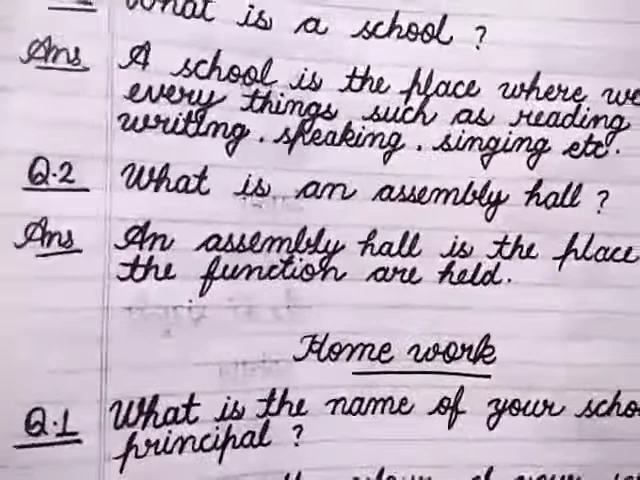 What is a school ?
Ans A school is the place where we
every things such as reading
writing . speaking . singing etc.
Q.2 What is an assembly hall ?
Ans An assembly hall is the place
the function are held.
Home work
Q.1 What is the name of your
principal ?